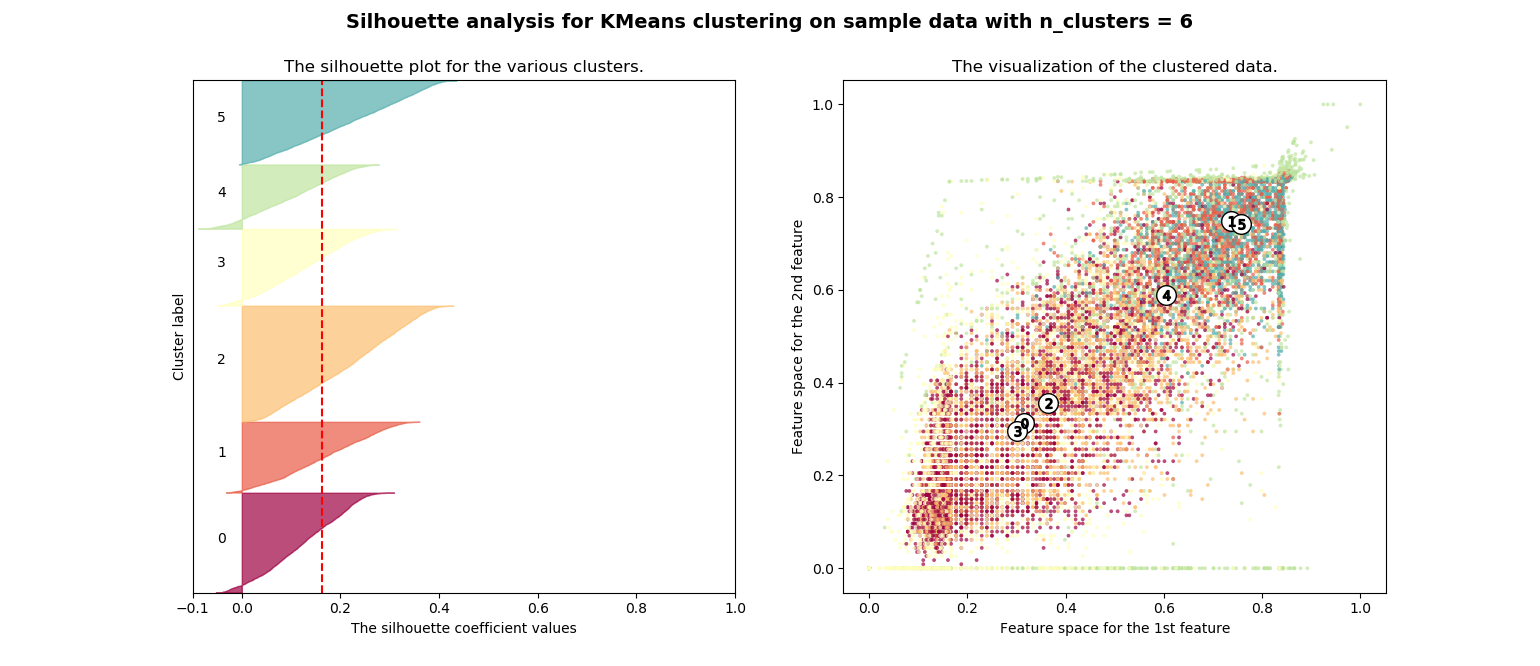 Silhouette analysis for KMeans clustering on sample data with n_clusters = 6
The silhouette plot for the various clusters.
5
4
3
2
1
0
Cluster label
−0.1 0.0 0.2 0.4 0.6 0.8 1.0
The silhouette coefficient values
The visualization of the clustered data.
1.0
0.8
0.6
0.4
0.2
0.0
Feature space for the 2nd feature
1 5
4
2
0
3
0.0 0.2 0.4 0.6 0.8 1.0
Feature space for the 1st feature